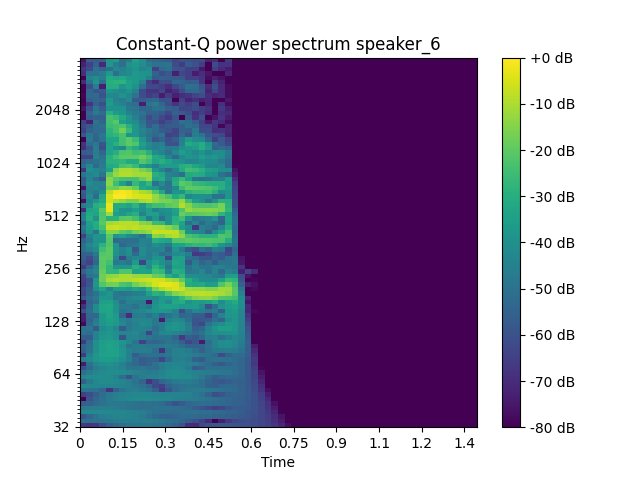 Constant-Q power spectrum speaker_6
Hz
2048
1024
512
256
128
64
32
0 0.15 0.3 0.45 0.6 0.75 0.9 1.1 1.2 1.4
Time
+0 dB
-10 dB
-20 dB
-30 dB
-40 dB
-50 dB
-60 dB
-70 dB
-80 dB